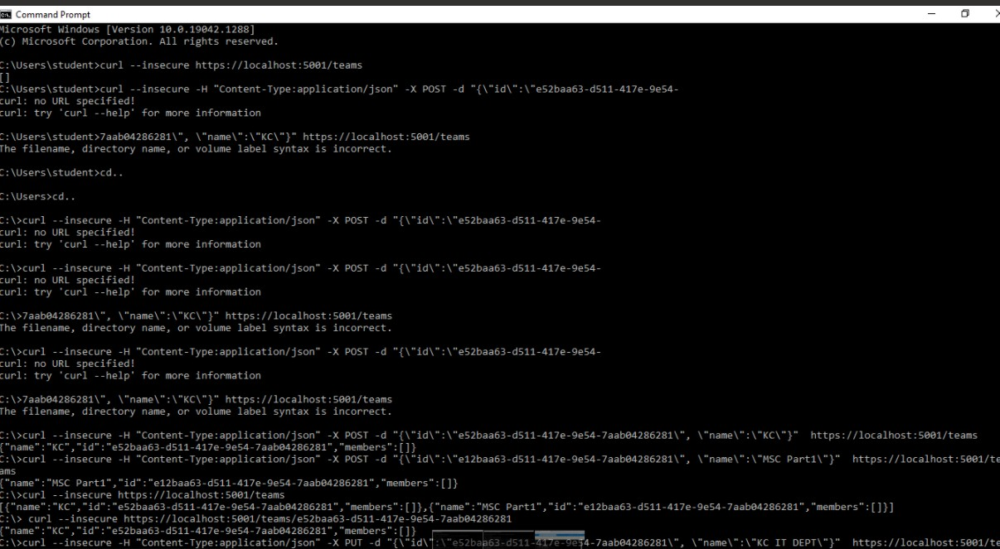 Command Prompt
Microsoft Windows [Version 10.0.19042.1288]
(c) Microsoft Corporation. All rights reserved.
C:\Users\student>curl --insecure https://localhost:5001/teams
[]
C:\Users\student>curl --insecure -H "Content-Type:application/json" -X POST -d "{\"id\":\"e52baa63-d511-417e-9e54-
curl: no URL specified!
curl: try 'curl --help' for more information
C:\Users\student>7aab04286281\", \"name\":\"KC\"}" https://localhost:5001/teams
The filename, directory name, or volume label syntax is incorrect.
C:\Users\student>cd..
C:\Users>cd..
C:\>curl --insecure -H "Content-Type:application/json" -X POST -d "{\"id\":\"e52baa63-d511-417e-9e54-
curl: no URL specified!
curl: try 'curl --help' for more information
C:\>curl --insecure -H "Content-Type:application/json" -X POST -d "{\"id\":\"e52baa63-d511-417e-9e54-
curl: no URL specified!
curl: try 'curl --help' for more information
C:\>7aab04286281\", \"name\":\"KC\"}" https://localhost:5001/teams
The filename, directory name, or volume label syntax is incorrect.
C:\>curl --insecure -H "Content-Type:application/json" -X POST -d "{\"id\":\"e52baa63-d511-417e-9e54-
curl: no URL specified!
curl: try 'curl --help' for more information
C:\>7aab04286281\", \"name\":\"KC\"}" https://localhost:5001/teams
The filename, directory name, or volume label syntax is incorrect.
C:\>curl --insecure -H "Content-Type:application/json" -X POST -d "{\"id\":\"e52baa63-d511-417e-9e54-7aab04286281\", \"name\":\"KC\"}"  https://localhost:5001/teams
{"name":"KC","id":"e52baa63-d511-417e-9e54-7aab04286281","members":[]}
C:\>curl --insecure -H "Content-Type:application/json" -X POST -d "{\"id\":\"e12baa63-d511-417e-9e54-7aab04286281\", \"name\":\"MSC Part1\"}"  https://localhost:5001/te
ams
{"name":"MSC Part1","id":"e12baa63-d511-417e-9e54-7aab04286281","members":[]}
C:\>curl --insecure https://localhost:5001/teams
[{"name":"KC","id":"e52baa63-d511-417e-9e54-7aab04286281","members":[]},{"name":"MSC Part1","id":"e12baa63-d511-417e-9e54-7aab04286281","members":[]}]
C:\> curl --insecure https://localhost:5001/teams/e52baa63-d511-417e-9e54-7aab04286281
{"name":"KC","id":"e52baa63-d511-417e-9e54-7aab04286281","members":[]}
C:\>curl --insecure -H "Content-Type:application/json" -X PUT -d "{\"id\":\"e52baa63-d511-417e-9e54-7aab04286281\", \"name\":\"KC IT DEPT\"}"  https://localhost:5001/te